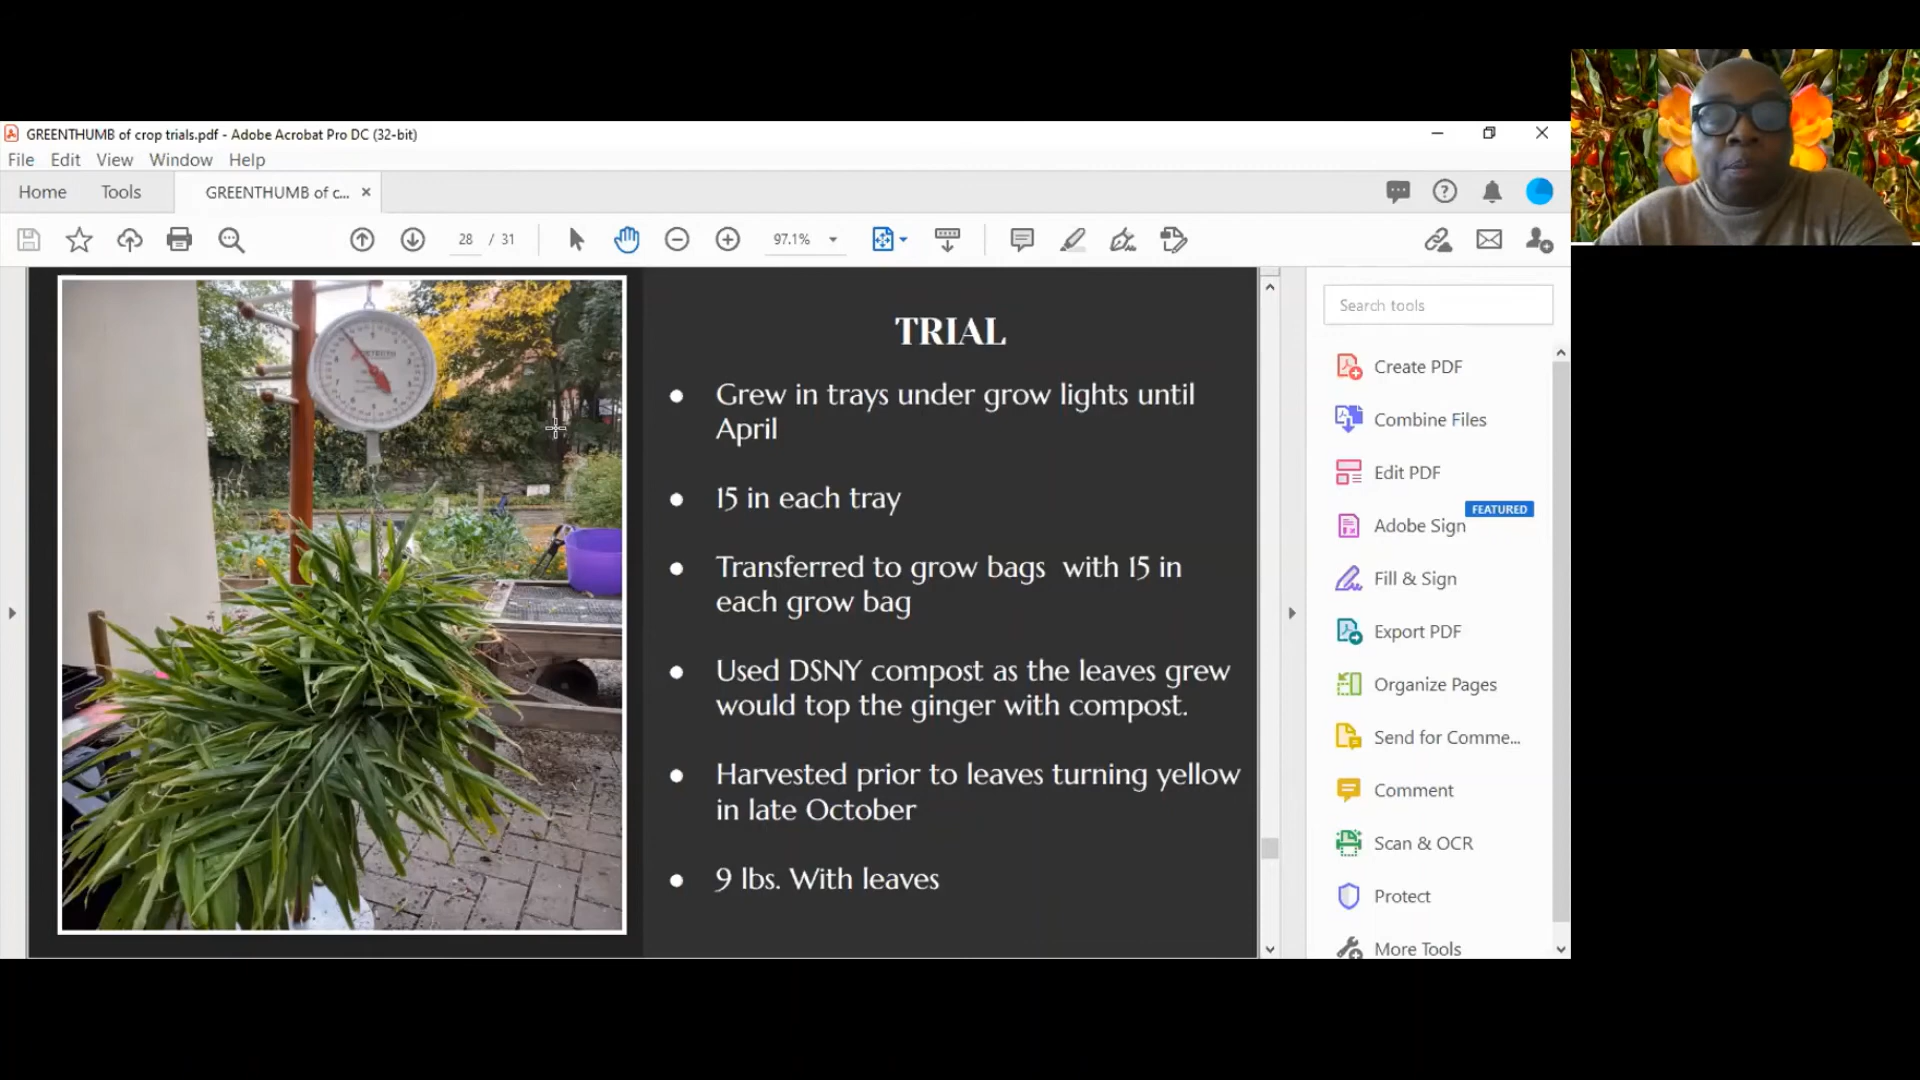 GREENTHUMB of crop trials.pdf - Adobe Acrobat Pro DC (32-bit)
File Edit View Window Help
Home Tools GREENTHUMB of c...
28 / 31 97.1%
TRIAL
Grew in trays under grow lights until
April
15 in each tray
Transferred to grow bags with 15 in
each grow bag
Used DSNY compost as the leaves grew
would top the ginger with compost.
Harvested prior to leaves turning yellow
in late October
9 lbs. With leaves
Search tools
Create PDF
Combine Files
Edit PDF
FEATURED
Adobe Sign
Fill & Sign
Export PDF
Organize Pages
Send for Comme...
Comment
Scan & OCR
Protect
More Tools